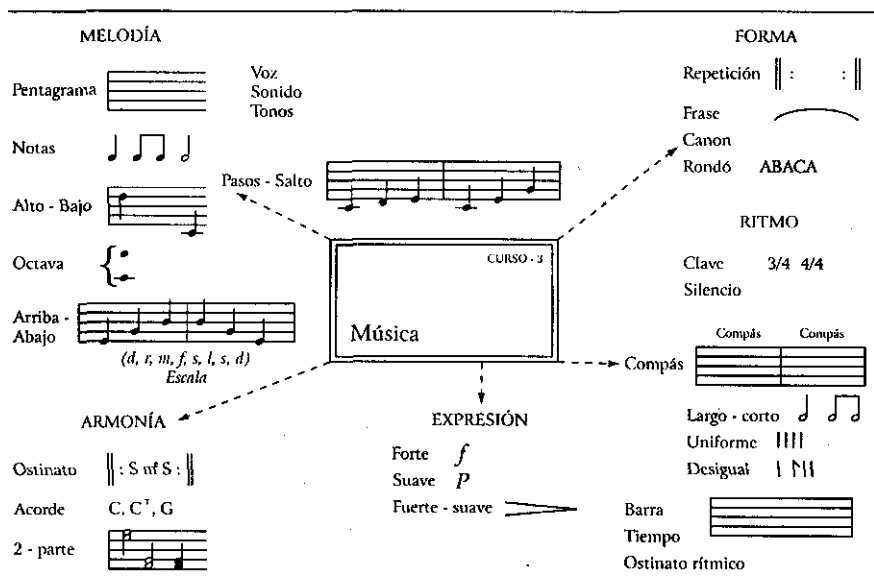 MELODÍA
Pentagrama
Voz
Sonido
Tonos
Notas
Pasos - Salto
Alto - Bajo
Octava
Arriba -
Abajo
(d, r, m, f, s, l, s, d)
Escala
FORMA
Repetición
Frase
Canon
Rondó ABACA
RITMO
Clave 3/4 4/4
Silencio
Compás Compás
Compás
Largo - corto
Uniforme
Desigual
Barra
Tiempo
Ostinato rítmico
CURSO - 3
Música
ARMONÍA
Ostinato : S m S :
Acorde C, C, G
2 - parte
EXPRESIÓN
Forte f
Suave p
Fuerte - suave